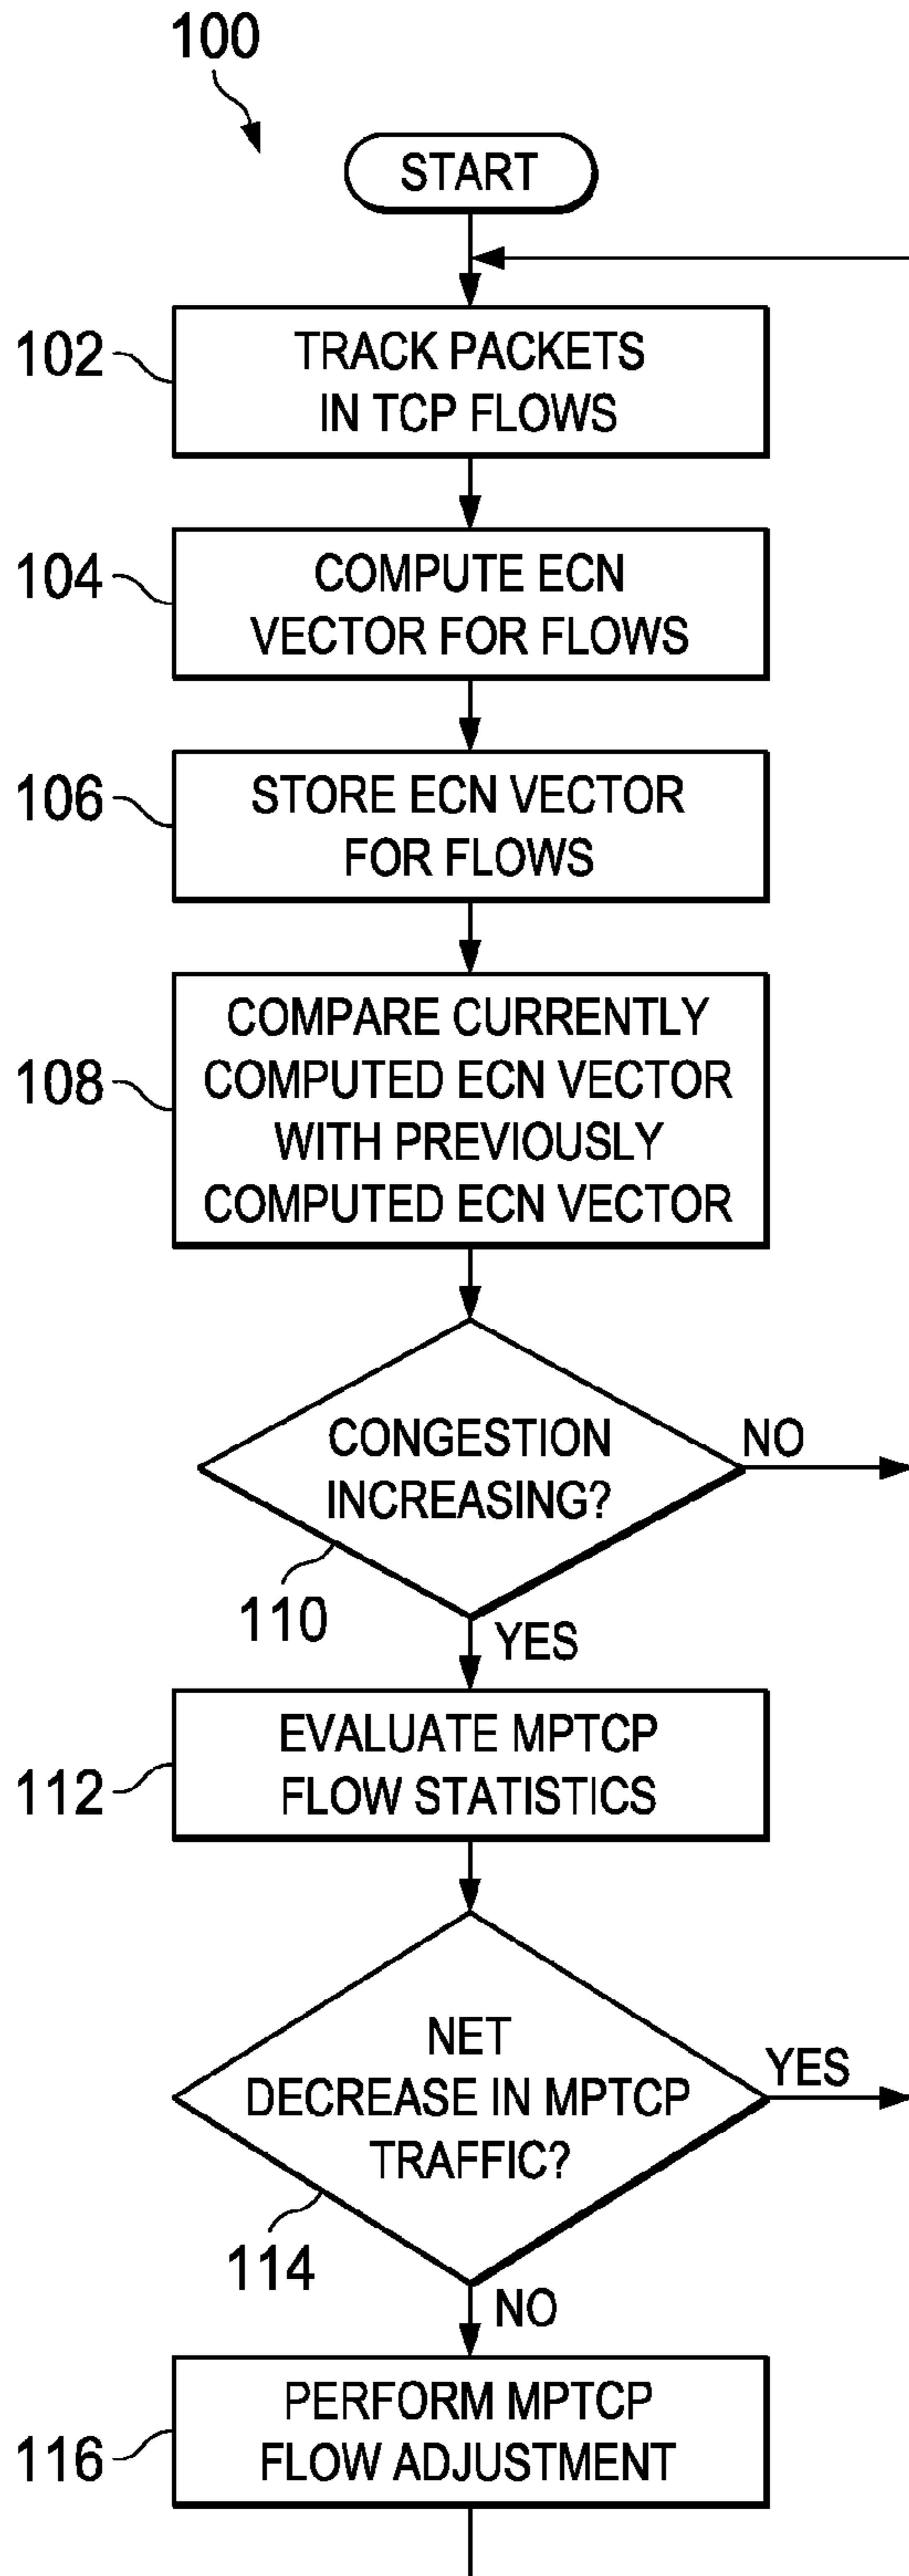 100
START
102
TRACK PACKETS
IN TCP FLOWS
104
COMPUTE ECN
VECTOR FOR FLOWS
106
STORE ECN VECTOR
FOR FLOWS
108
COMPARE CURRENTLY
COMPUTED ECN VECTOR
WITH PREVIOUSLY
COMPUTED ECN VECTOR
CONGESTION
INCREASING?
NO
110
YES
112
EVALUATE MPTCP
FLOW STATISTICS
NET
DECREASE IN MPTCP
TRAFFIC?
YES
114
NO
116
PERFORM MPTCP
FLOW ADJUSTMENT